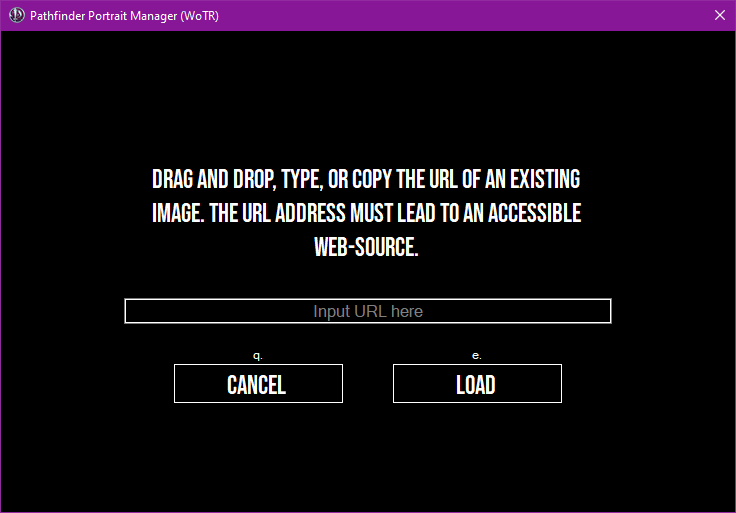 Pathfinder Portrait Manager (WoTR)
DRAG AND DROP, TYPE, OR COPY THE URL OF AN EXISTING
IMAGE. THE URL ADDRESS MUST LEAD TO AN ACCESSIBLE
WEB-SOURCE.
Input URL here
q.
e.
CANCEL
LOAD